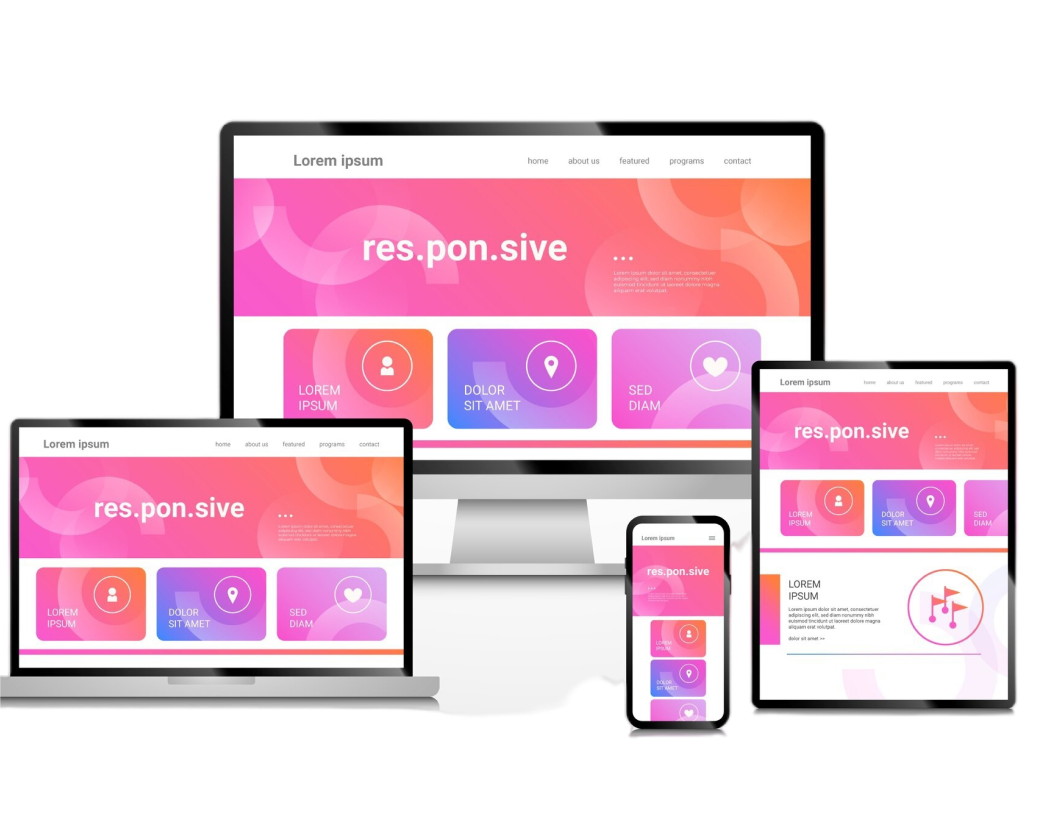 Lorem ipsum
home about us featured programs contact
res.pon.sive
...
Lorem ipsum dolor sit amet, consectetuer
adipiscing elit, sed diam nonummy nibh
euismod tincidunt ut laoreet dolore magna
aliquam erat volutpat.
LOREM
IPSUM
DOLOR
SIT AMET
SED
DIAM
Lorem ipsum
home about us featured programs contact
res.pon.sive
...
LOREM
IPSUM
DOLOR
SIT AMET
SED
DIAM
Lorem ipsum
res.pon.sive
...
LOREM
IPSUM
DOLOR
SIT AMET
Lorem ipsum
home about us featured programs contact
res.pon.sive
...
LOREM
IPSUM
DOLOR
SIT AMET
SED
DIAM
LOREM
IPSUM
Lorem ipsum dolor sit amet, consectetuer
adipiscing elit, sed diam nonummy nibh
euismod tincidunt ut laoreet dolore magna
aliquam erat volutpat.
dolor sit amet >>